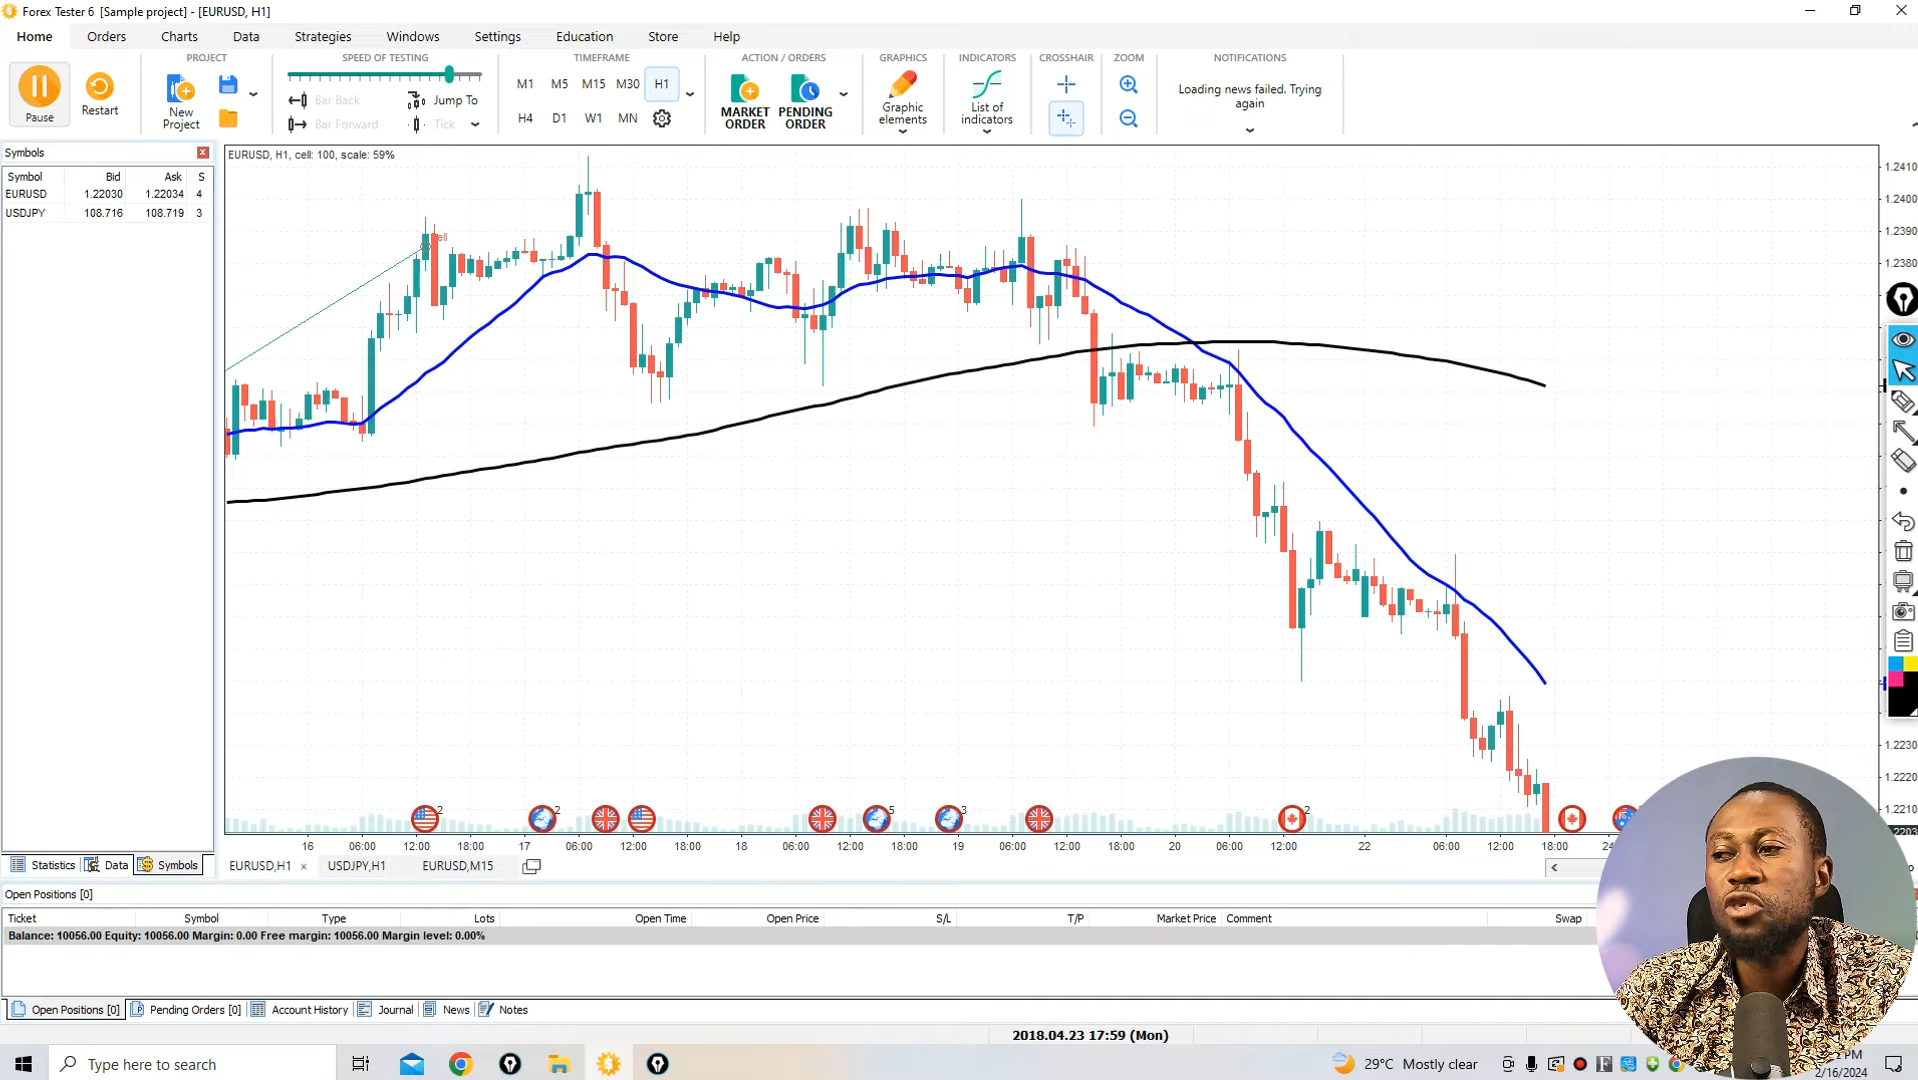 Forex Tester 6 [Sample project] - [EURUSD, H1]
Home Orders Charts Data Strategies Windows Settings Education Store Help
PROJECT SPEED OF TESTING TIMEFRAME ACTION / ORDERS GRAPHICS INDICATORS CROSSHAIR ZOOM NOTIFICATIONS
Pause Restart New Project
Bar Back Jump To
Bar Forward Tick
M1 M5 M15 M30 H1
H4 D1 W1 MN
MARKET ORDER PENDING ORDER
Graphic elements
List of indicators
Loading news failed. Trying again
Symbols
Symbol Bid Ask S
EURUSD 1.22030 1.22034 4
USDJPY 108.716 108.719 3
EURUSD, H1, cell: 100, scale: 59%
1.2410
1.2400
1.2390
1.2380
1.2230
1.2220
1.2210
2 2 5 3 2
16 06:00 12:00 18:00 17 06:00 12:00 18:00 18 06:00 12:00 18:00 19 06:00 12:00 18:00 20 06:00 12:00 22 06:00 12:00 18:00
Statistics Data Symbols
EURUSD,H1 × USDJPY,H1 EURUSD,M15
Open Positions [0]
Ticket Symbol Type Lots Open Time Open Price S/L T/P Market Price Comment Swap
Balance: 10056.00 Equity: 10056.00 Margin: 0.00 Free margin: 10056.00 Margin level: 0.00%
Open Positions [0] Pending Orders [0] Account History Journal News Notes
2018.04.23 17:59 (Mon)
Type here to search
29°C Mostly clear
PM
2/16/2024